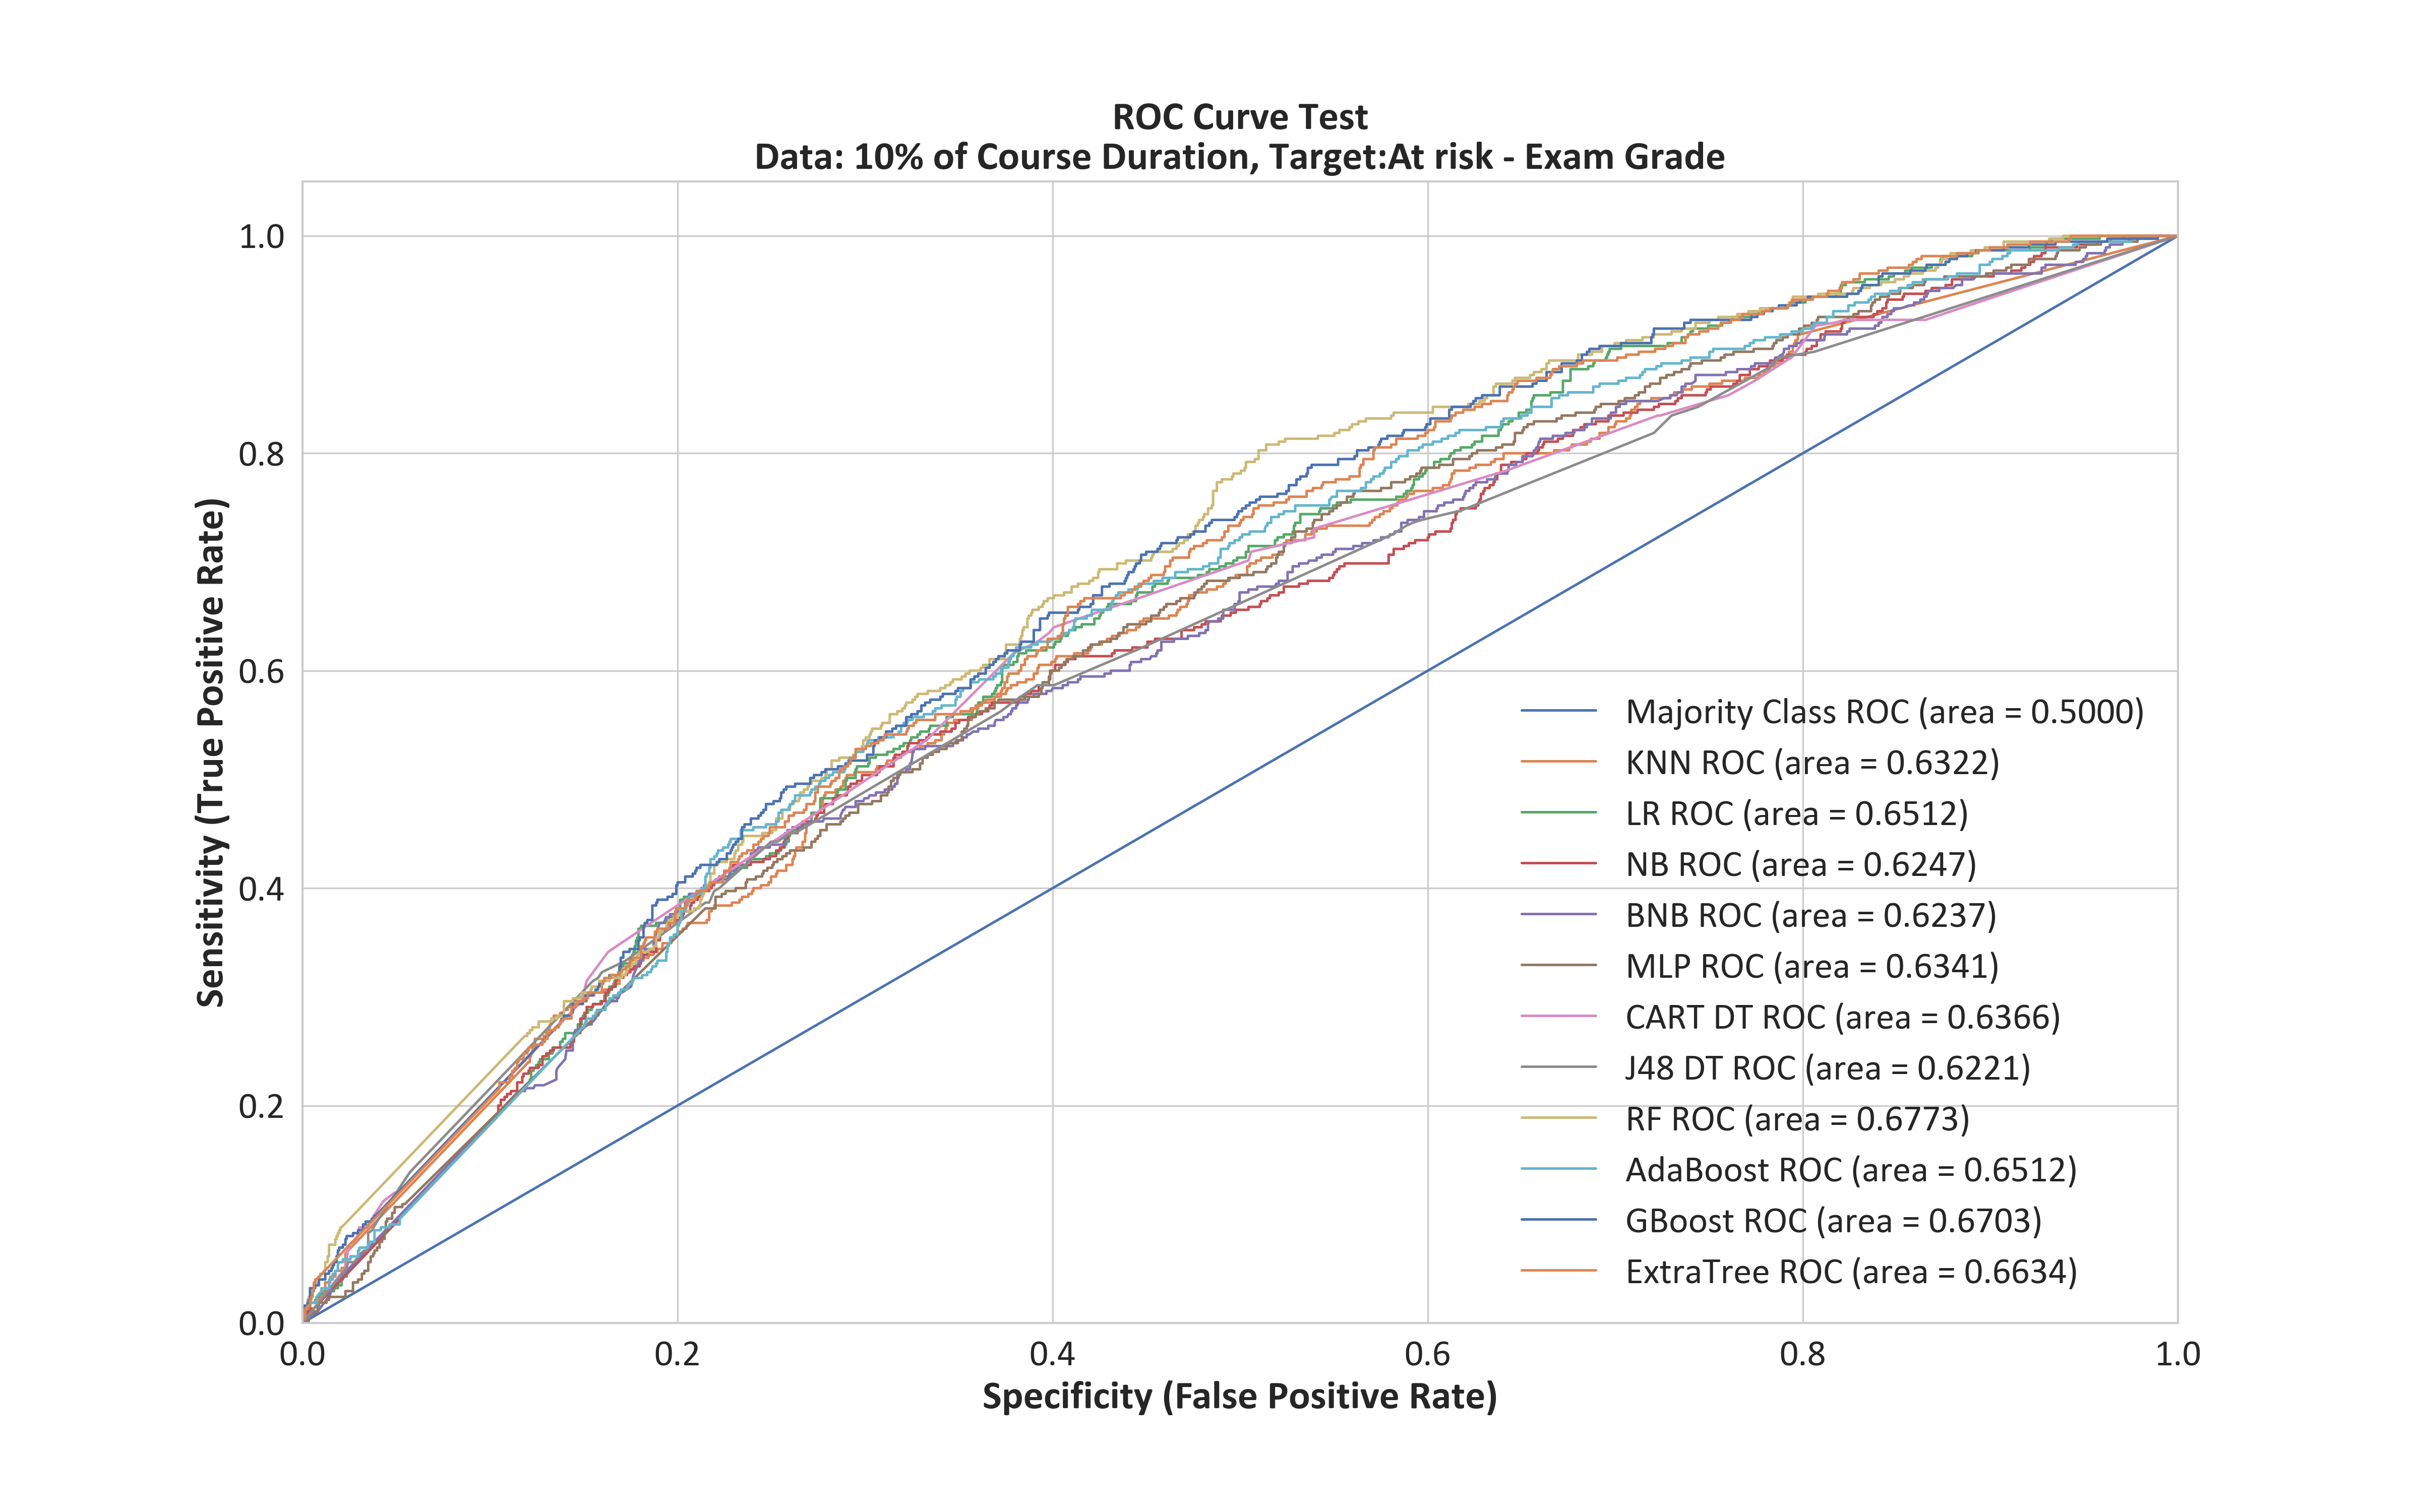 ROC Curve Test
Data: 10% of Course Duration, Target:At risk - Exam Grade
Sensitivity (True Positive Rate)
1.0
0.8
0.6
0.4
0.2
0.0
Majority Class ROC (area = 0.5000)
KNN ROC (area = 0.6322)
LR ROC (area = 0.6512)
NB ROC (area = 0.6247)
BNB ROC (area = 0.6237)
MLP ROC (area = 0.6341)
CART DT ROC (area = 0.6366)
J48 DT ROC (area = 0.6221)
RF ROC (area = 0.6773)
AdaBoost ROC (area = 0.6512)
GBoost ROC (area = 0.6703)
ExtraTree ROC (area = 0.6634)
0.0 0.2 0.4 0.6 0.8 1.0
Specificity (False Positive Rate)